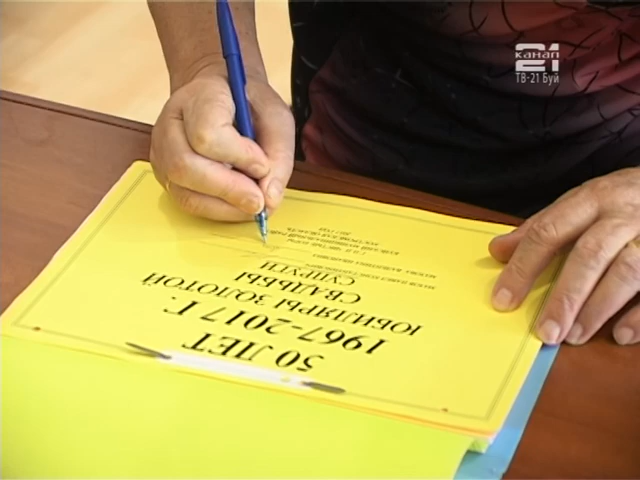 канал
21
ТВ-21 Буй
50 ЛЕТ
1967-2017 Г.
ЮБИЛЯРЫ ЗОЛОТОЙ
СВАДЬБЫ
СУПРУГИ